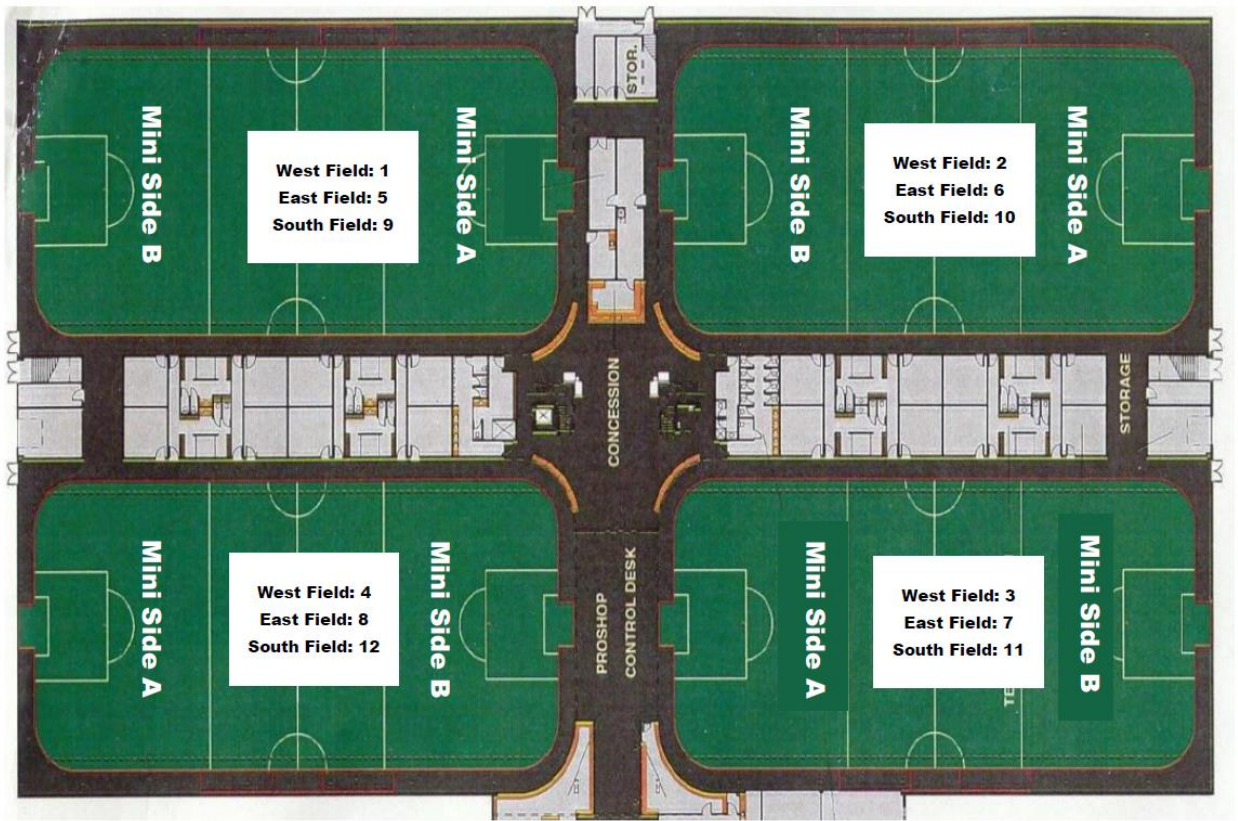 STOR.
Mini Side B
West Field: 1
East Field: 5
South Field: 9
Mini Side A
Mini Side B
West Field: 2
East Field: 6
South Field: 10
Mini Side A
CONCESSION
STORAGE
Mini Side A
West Field: 4
East Field: 8
South Field: 12
Mini Side B
PROSHOP
CONTROL DESK
Mini Side A
West Field: 3
East Field: 7
South Field: 11
Mini Side B